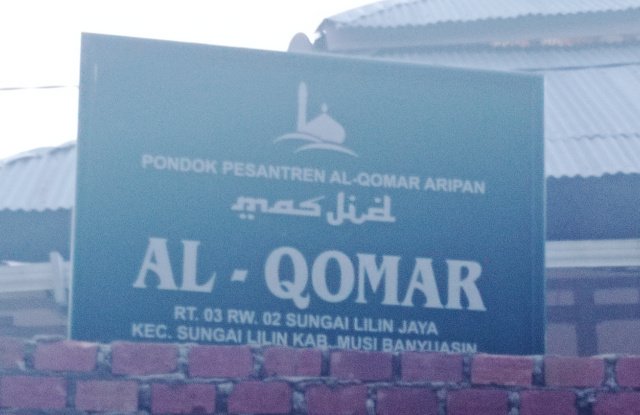 PONDOK PESANTREN AL-QOMAR ARIPAN
masjid
AL - QOMAR
RT. 03 RW. 02 SUNGAI LILIN JAYA
KEC. SUNGAI LILIN KAB. MUSI BANYUASIN